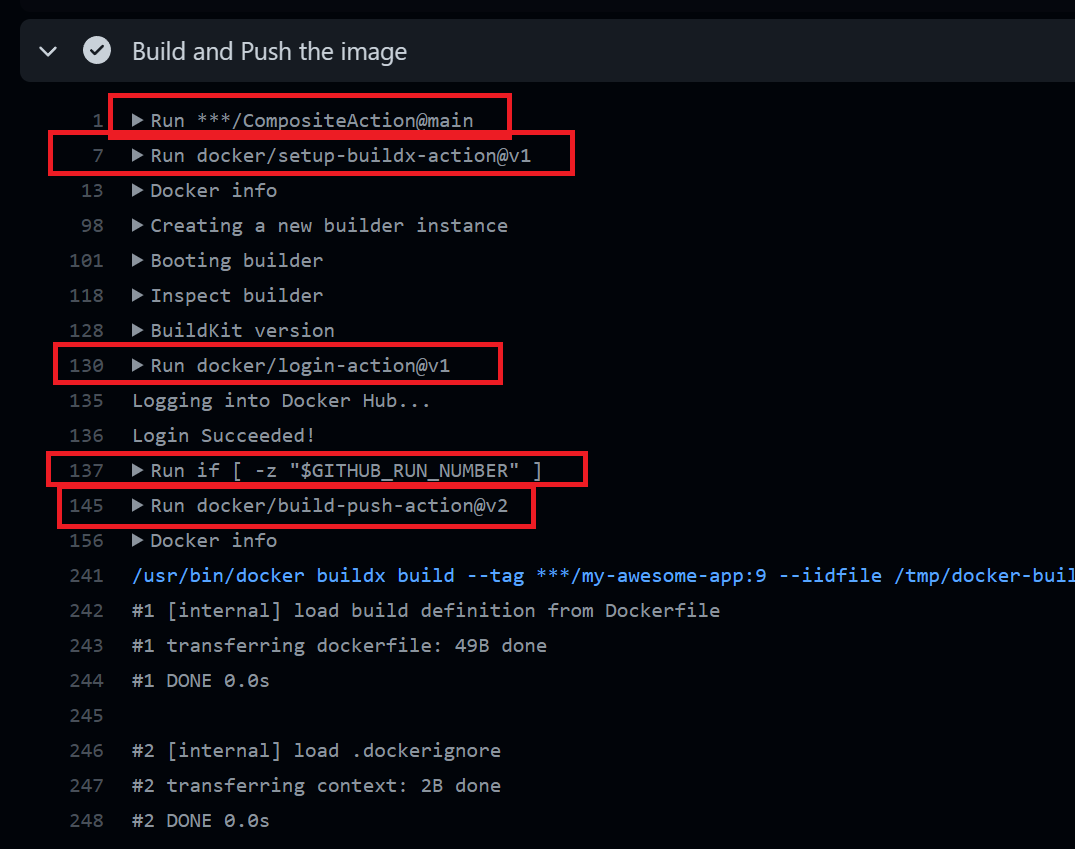 Build and Push the image
1 Run ***/CompositeAction@main
7 Run docker/setup-buildx-action@v1
13 Docker info
98 Creating a new builder instance
101 Booting builder
118 Inspect builder
128 BuildKit version
130 Run docker/login-action@v1
135 Logging into Docker Hub...
136 Login Succeeded!
137 Run if [ -z "$GITHUB_RUN_NUMBER" ]
145 Run docker/build-push-action@v2
156 Docker info
241 /usr/bin/docker buildx build --tag ***/my-awesome-app:9 --iidfile /tmp/docker-buil
242 #1 [internal] load build definition from Dockerfile
243 #1 transferring dockerfile: 49B done
244 #1 DONE 0.0s
245
246 #2 [internal] load .dockerignore
247 #2 transferring context: 2B done
248 #2 DONE 0.0s